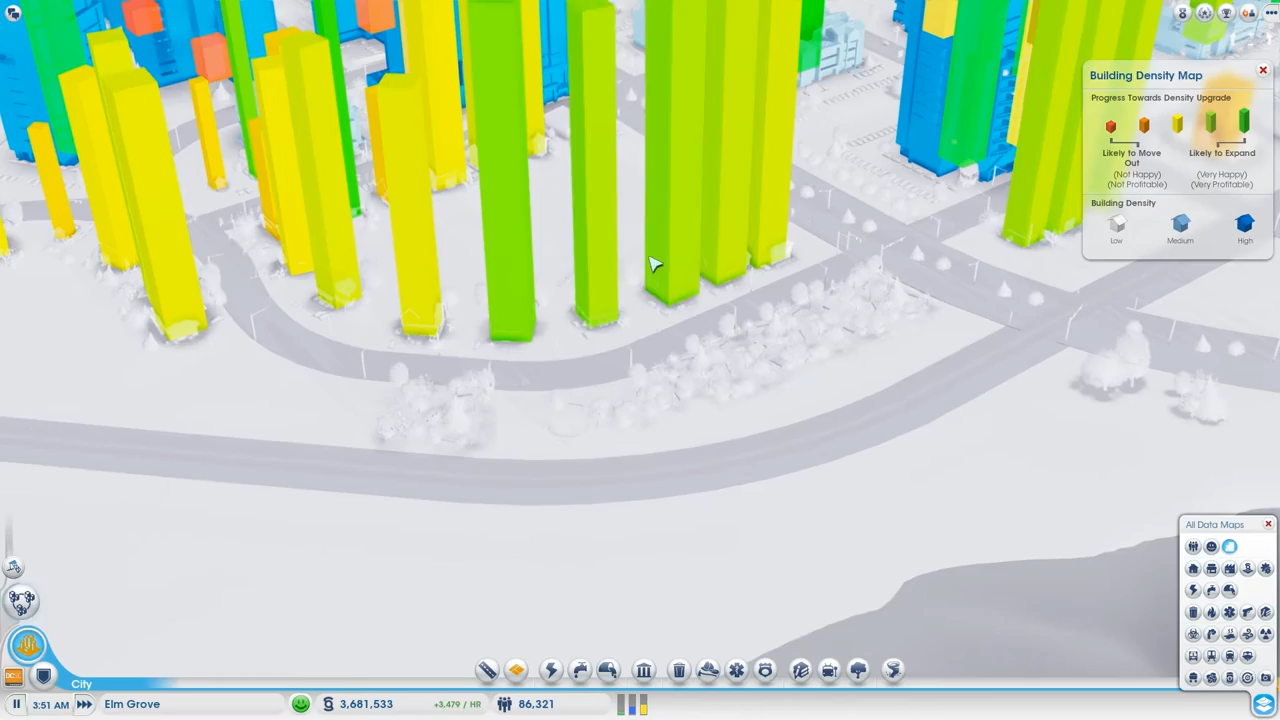 Building Density Map
Progress Towards Density Upgrade
Likely to Move Out
Likely to Expand
(Not Happy)
(Not Profitable)
(Very Happy)
(Very Profitable)
Building Density
Low
Medium
High
All Data Maps
City
3:51 AM
Elm Grove
3,681,533
+3,479 / HR
86,321